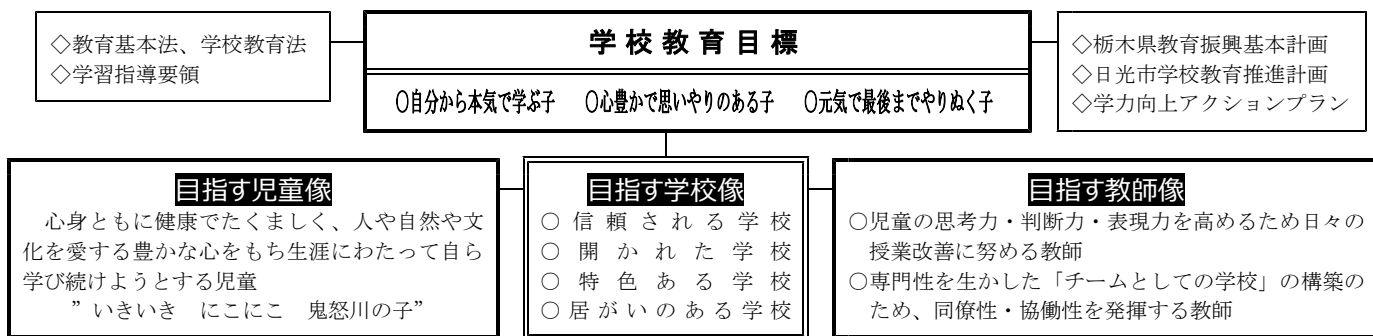 ◇教育基本法、学校教育法
◇学習指導要領
学校教育目標
○自分から本気で学ぶ子 ○心豊かで思いやりのある子 ○元気で最後までやりぬく子
◇栃木県教育振興基本計画
◇日光市学校教育推進計画
◇学力向上アクションプラン
目指す児童像
心身ともに健康でたくましく、人や自然や文
化を愛する豊かな心をもち生涯にわたって自ら
学び続けようとする児童
”いきいき にこにこ 鬼怒川の子”
目指す学校像
○信頼される学校
○開かれた学校
○特色ある学校
○居がいのある学校
目指す教師像
○児童の思考力・判断力・表現力を高めるため日々の
授業改善に努める教師
○専門性を生かした「チームとしての学校」の構築の
ため、同僚性・協働性を発揮する教師